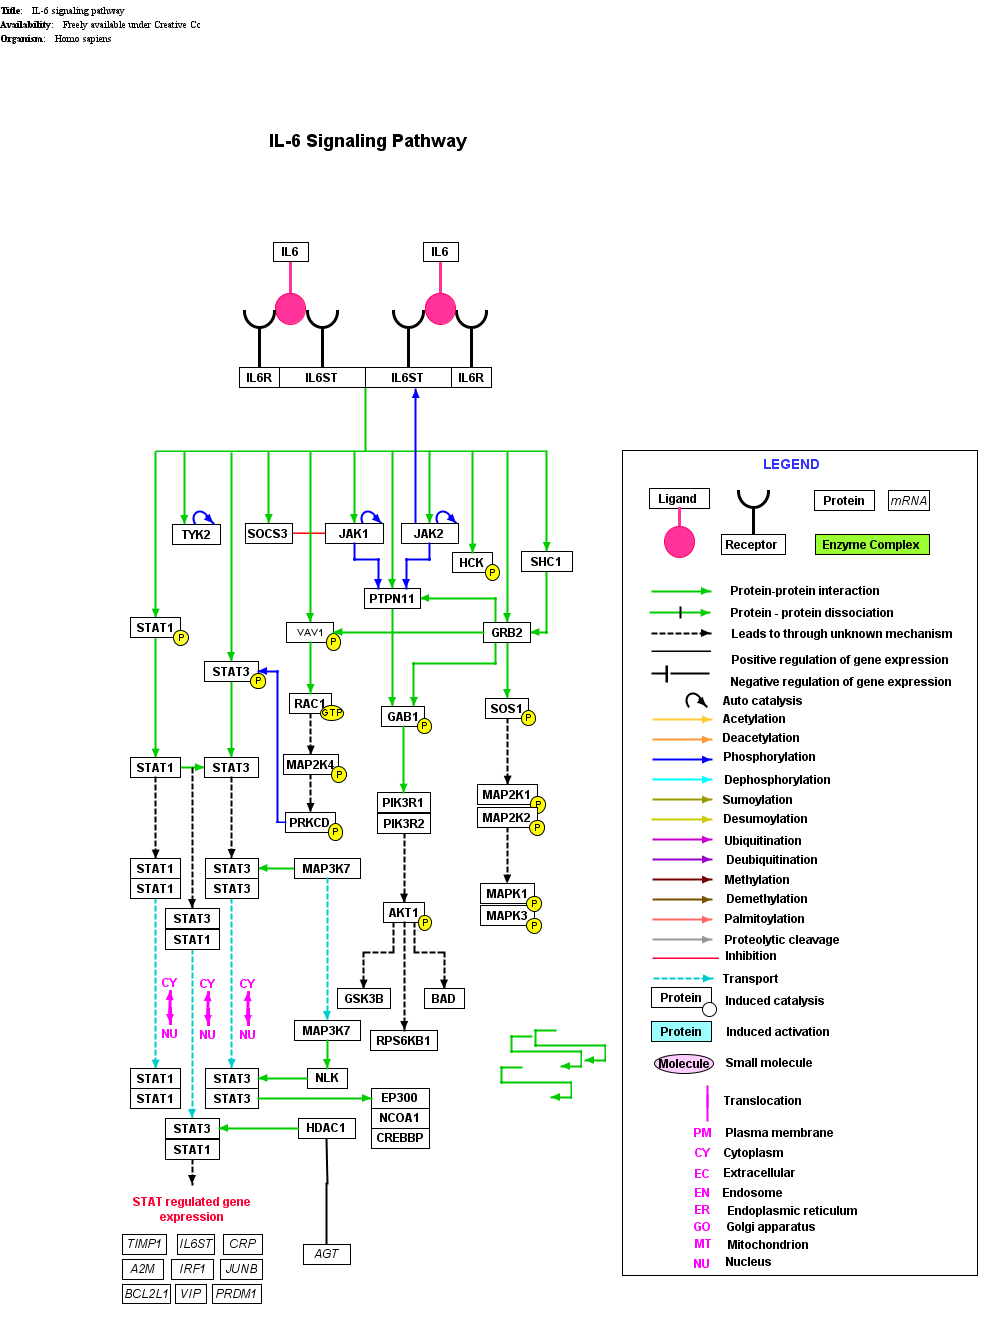 Title: IL-6 signaling pathway
Availability: Freely available under Creative Cc
Organism: Homo sapiens
IL-6 Signaling Pathway
IL6 IL6
IL6R IL6ST IL6ST IL6R
TYK2 SOCS3 JAK1 JAK2
HCK P SHC1
PTPN11
STAT1 P VAV1 P GRB2
STAT3 P
RAC1 GTP GAB1 P SOS1 P
STAT1 STAT3 MAP2K4 P
PIK3R1 MAP2K1 P
PRKCD P PIK3R2 MAP2K2 P
STAT1 STAT3 MAP3K7
STAT1 STAT3
MAPK1 P
STAT3 AKT1 P MAPK3 P
STAT1
CY CY CY
GSK3B BAD
NU NU NU
MAP3K7 RPS6KB1
STAT1 STAT3 NLK
STAT1 STAT3 EP300
NCOA1
STAT3 HDAC1 CREBBP
STAT1
STAT regulated gene
expression
TIMP1 IL6ST CRP
AGT
A2M IRF1 JUNB
BCL2L1 VIP PRDM1
LEGEND
Ligand Protein mRNA
Receptor Enzyme Complex
Protein-protein interaction
Protein - protein dissociation
Leads to through unknown mechanism
Positive regulation of gene expression
Negative regulation of gene expression
Auto catalysis
Acetylation
Deacetylation
Phosphorylation
Dephosphorylation
Sumoylation
Desumoylation
Ubiquitination
Deubiquitination
Methylation
Demethylation
Palmitoylation
Proteolytic cleavage
Inhibition
Transport
Protein Induced catalysis
Protein Induced activation
Molecule Small molecule
Translocation
PM Plasma membrane
CY Cytoplasm
EC Extracellular
EN Endosome
ER Endoplasmic reticulum
GO Golgi apparatus
MT Mitochondrion
NU Nucleus